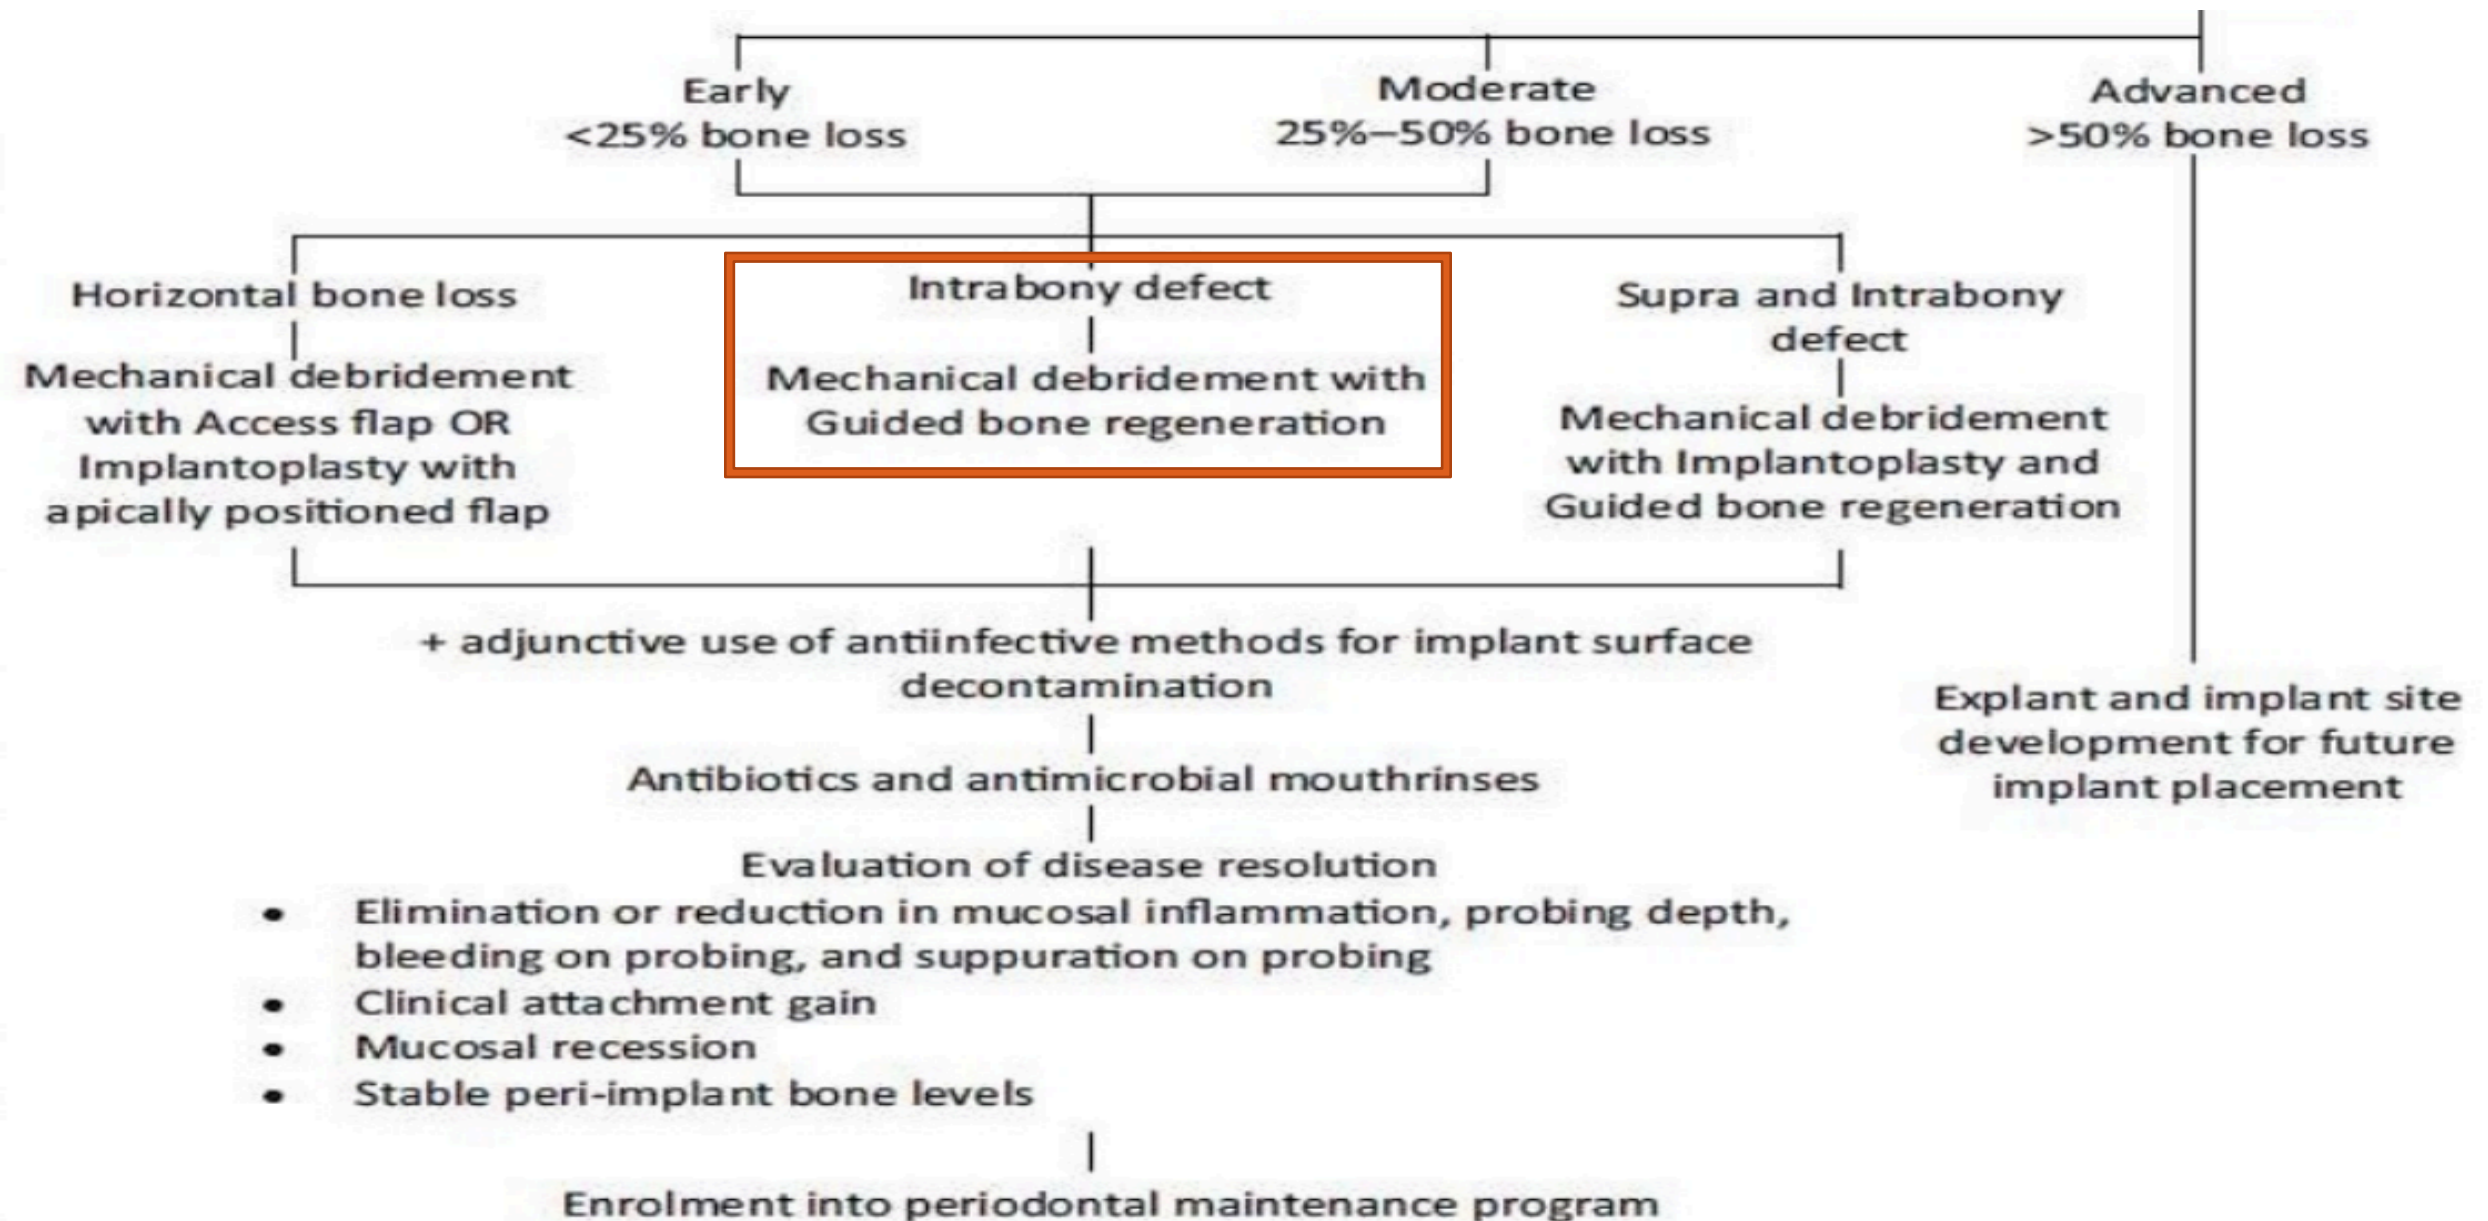 Early
<25% bone loss
Moderate
25%–50% bone loss
Advanced
>50% bone loss
Horizontal bone loss
Mechanical debridement
with Access flap OR
Implantoplasty with
apically positioned flap
Intrabony defect
Mechanical debridement with
Guided bone regeneration
Supra and Intrabony
defect
Mechanical debridement
with Implantoplasty and
Guided bone regeneration
+ adjunctive use of antiinfective methods for implant surface
decontamination
Antibiotics and antimicrobial mouthrinses
Evaluation of disease resolution
• Elimination or reduction in mucosal inflammation, probing depth,
bleeding on probing, and suppuration on probing
• Clinical attachment gain
• Mucosal recession
• Stable peri-implant bone levels
Enrolment into periodontal maintenance program
Explant and implant site
development for future
implant placement